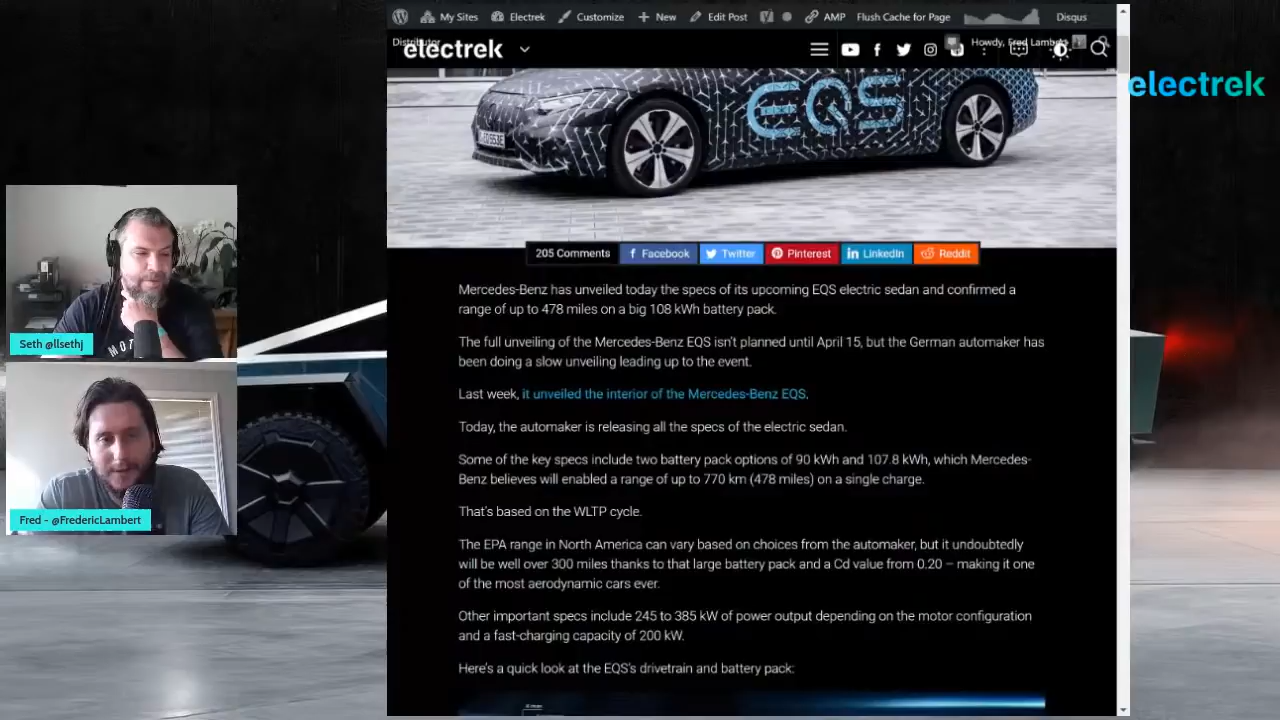 My Sites
Electrek
Customize
New
Edit Post
AMP
Flush Cache for Page
Disqus
Distributor
electrek
Howdy, Fred Lambert
electrek
EQS
205 Comments
Facebook
Twitter
Pinterest
LinkedIn
Reddit
Mercedes-Benz has unveiled today the specs of its upcoming EQS electric sedan and confirmed a
range of up to 478 miles on a big 108 kWh battery pack.
The full unveiling of the Mercedes-Benz EQS isn't planned until April 15, but the German automaker has
been doing a slow unveiling leading up to the event.
Last week, it unveiled the interior of the Mercedes-Benz EQS.
Today, the automaker is releasing all the specs of the electric sedan.
Some of the key specs include two battery pack options of 90 kWh and 107.8 kWh, which Mercedes-
Benz believes will enabled a range of up to 770 km (478 miles) on a single charge.
That's based on the WLTP cycle.
The EPA range in North America can vary based on choices from the automaker, but it undoubtedly
will be well over 300 miles thanks to that large battery pack and a Cd value from 0.20 – making it one
of the most aerodynamic cars ever.
Other important specs include 245 to 385 kW of power output depending on the motor configuration
and a fast-charging capacity of 200 kW.
Here's a quick look at the EQS's drivetrain and battery pack:
Seth @llsethj
Fred - @FredericLambert